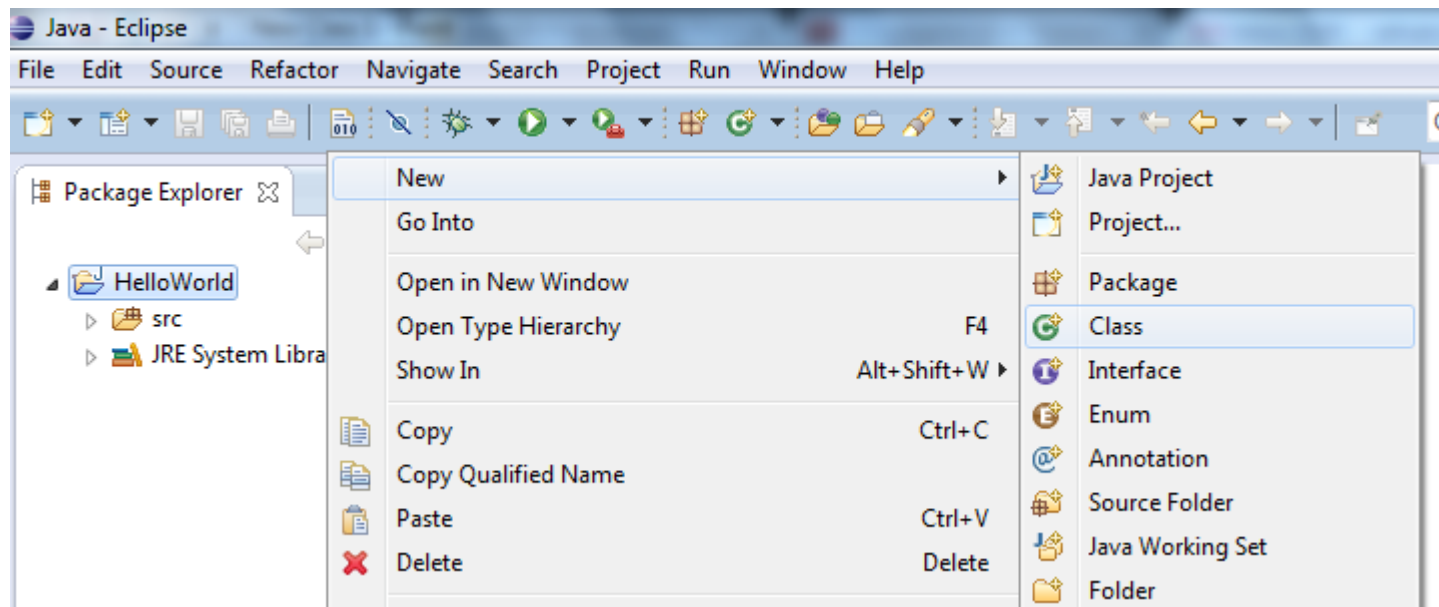 Java - Eclipse
File Edit Source Refactor Navigate Search Project Run Window Help
Package Explorer
HelloWorld
src
JRE System Libra
New
Go Into
Open in New Window
Open Type Hierarchy F4
Show In Alt+Shift+W
Copy Ctrl+C
Copy Qualified Name
Paste Ctrl+V
Delete Delete
Java Project
Project...
Package
Class
Interface
Enum
Annotation
Source Folder
Java Working Set
Folder